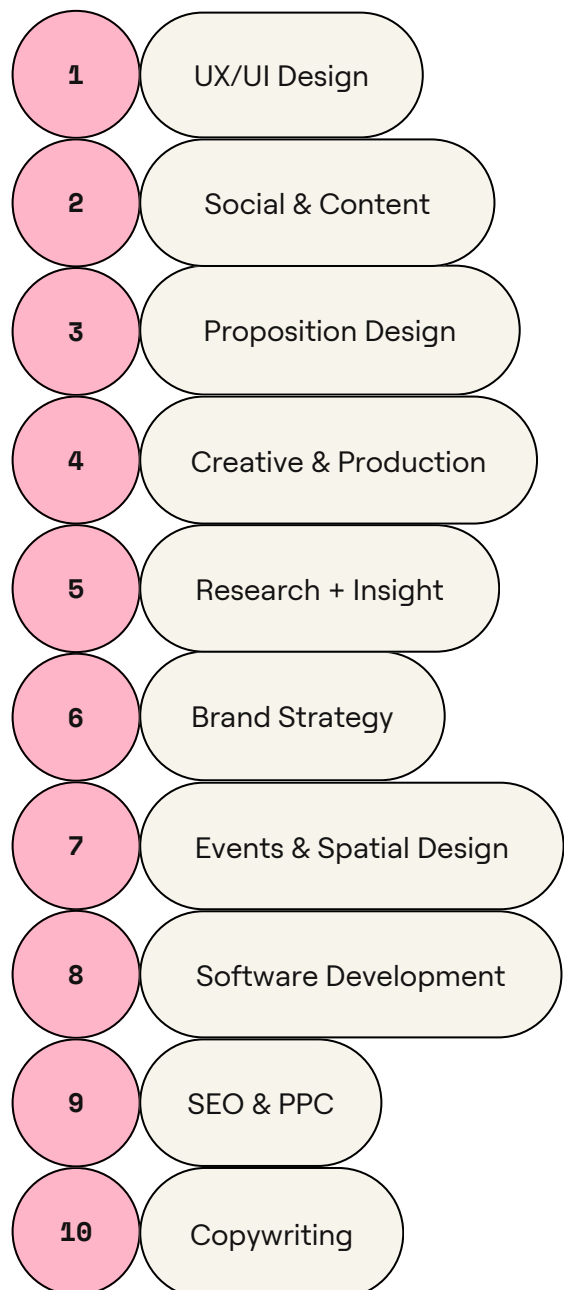 1 UX/UI Design
2 Social & Content
3 Proposition Design
4 Creative & Production
5 Research + Insight
6 Brand Strategy
7 Events & Spatial Design
8 Software Development
9 SEO & PPC
10 Copywriting